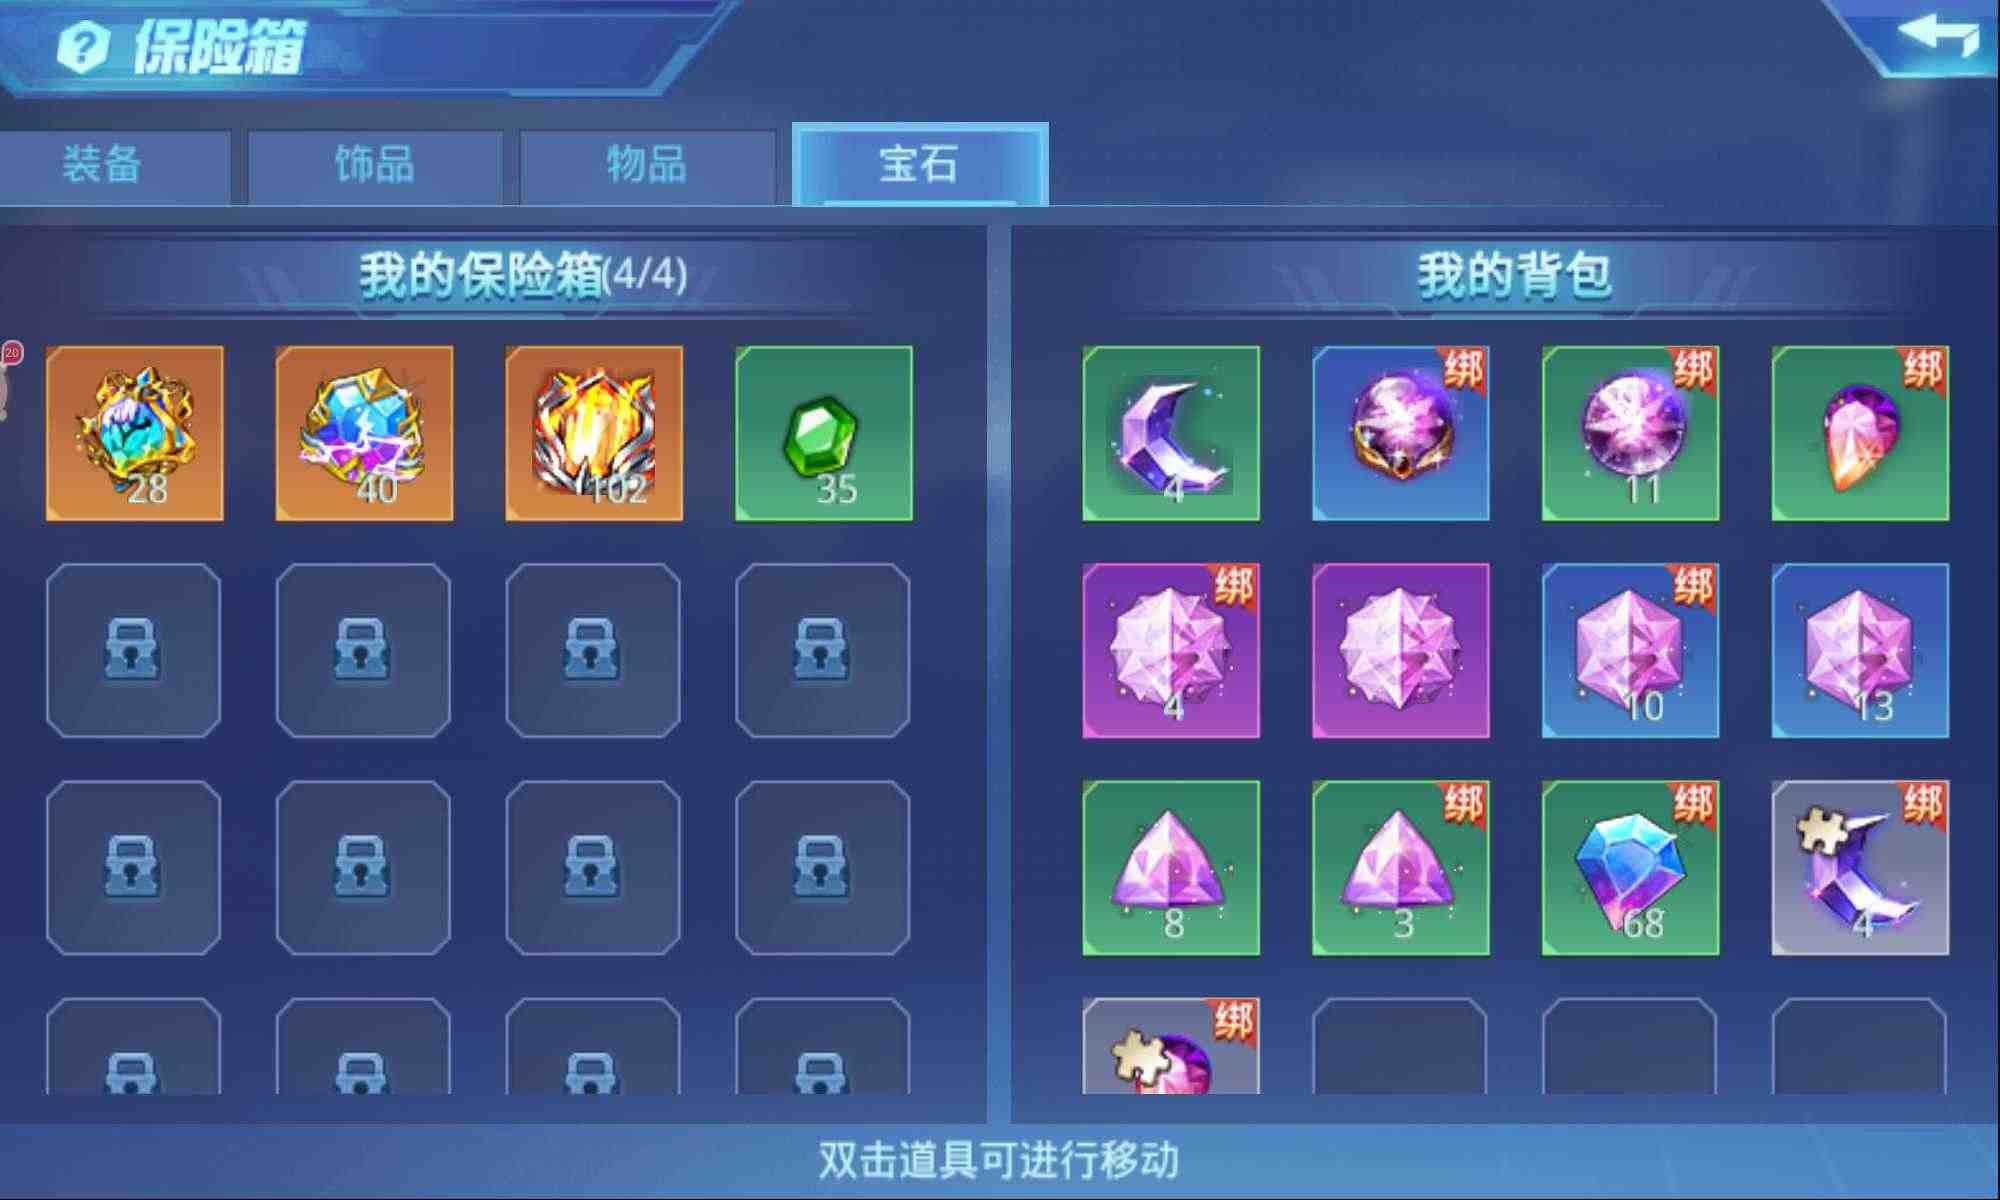 保险箱
装备 饰品 物品 宝石
我的保险箱(4/4)
我的背包
20
28 40 102 35
4 绑 绑 11 绑
绑 4 绑 10 13
8 绑 3 绑 68 绑 4
绑
双击道具可进行移动